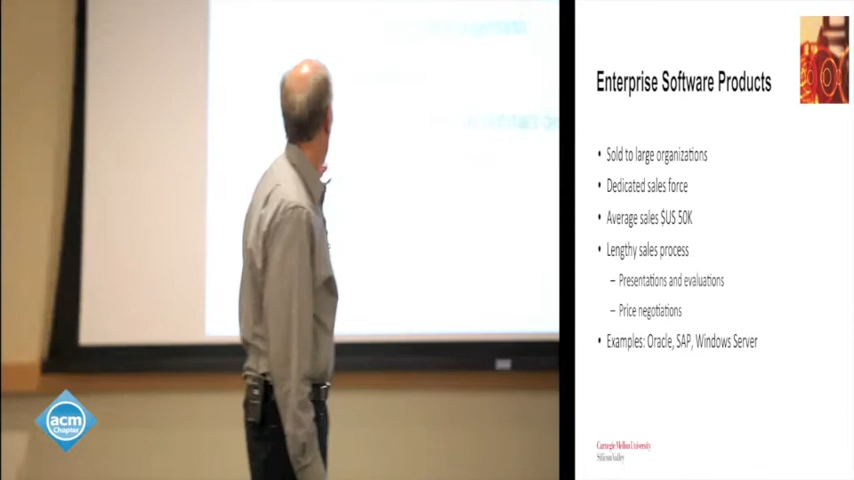 acm
Chapter
Enterprise Software Products
• Sold to large organizations
• Dedicated sales force
• Average sales $US 50K
• Lengthy sales process
– Presentations and evaluations
– Price negotiations
• Examples: Oracle, SAP, Windows Server
Carnegie Mellon University
Silicon Valley